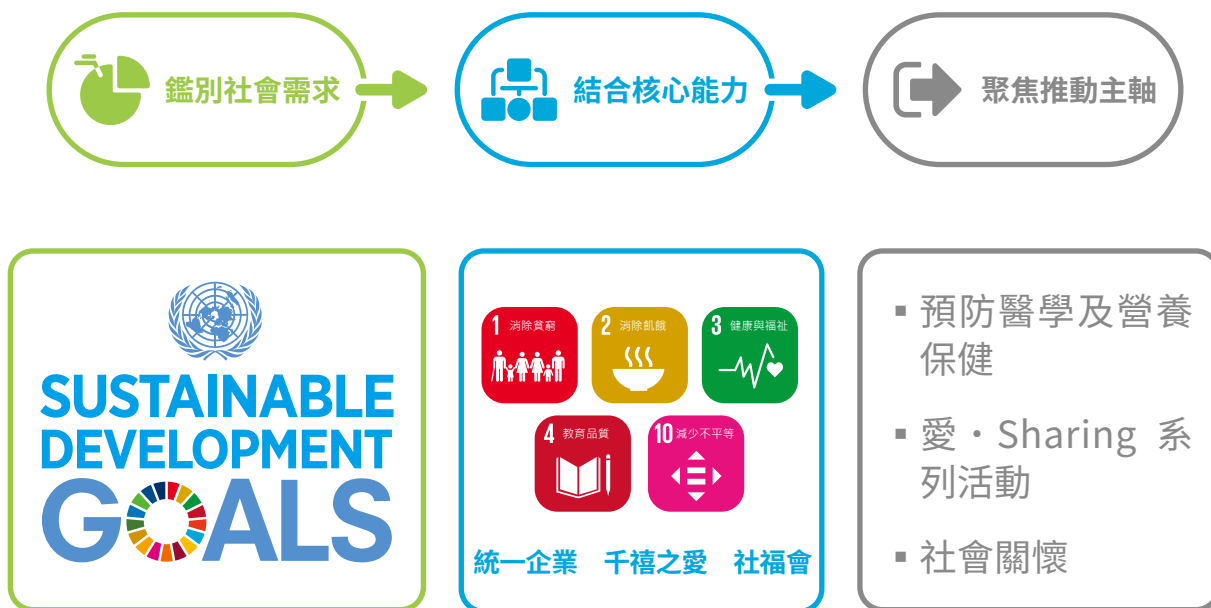 鑑別社會需求
結合核心能力
聚焦推動主軸
SUSTAINABLE
DEVELOPMENT
GOALS
1 消除貧窮
2 消除飢餓
3 健康與福祉
4 教育品質
10 減少不平等
統一企業 千禧之愛 社福會
▪ 預防醫學及營養
保健
▪ 愛・Sharing 系
列活動
▪ 社會關懷